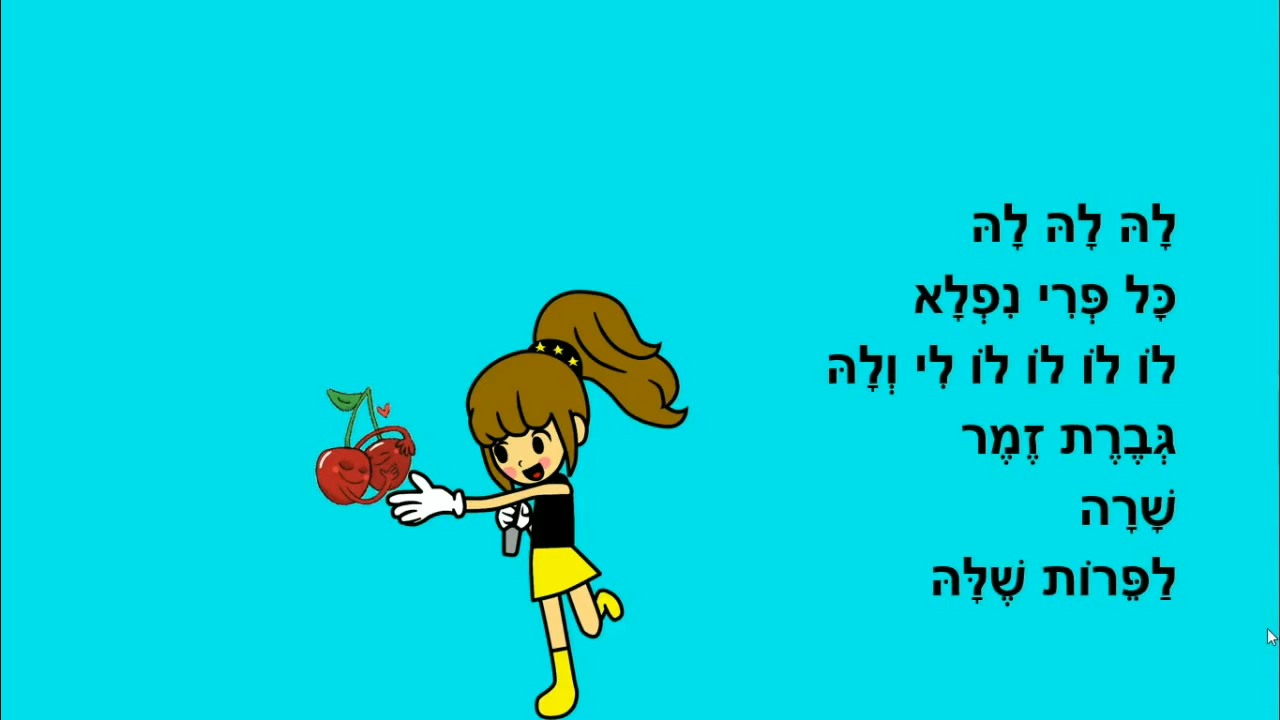 לָהּ לָהּ לָהּ
כָּל פְּרִי נִפְלָא
לוֹ לוֹ לוֹ לוֹ לִי וְלָהּ
גְּבֶרֶת זֶמֶר
שָׁרָה
לַפֵּרוֹת שֶׁלָּהּ